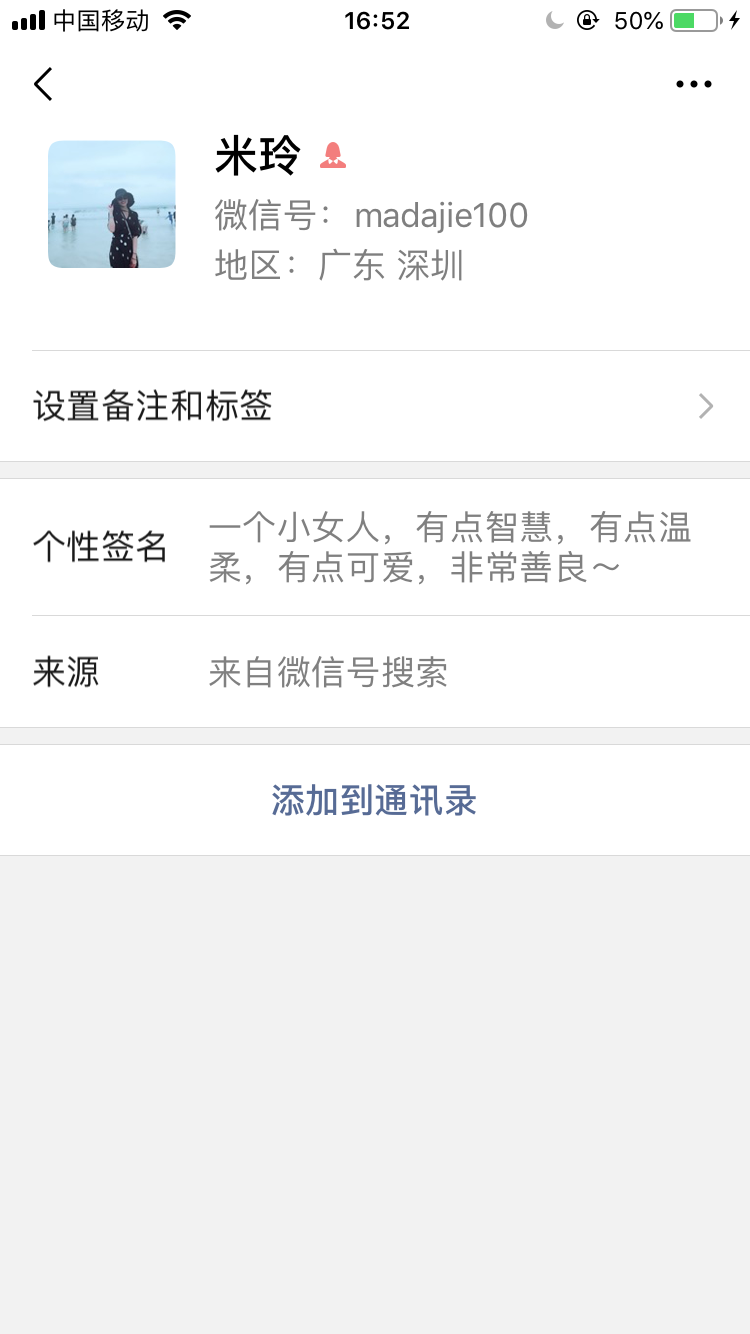 中国移动
16:52
50%
米玲
微信号：madajie100
地区：广东 深圳
设置备注和标签
个性签名
一个小女人，有点智慧，有点温
柔，有点可爱，非常善良～
来源
来自微信号搜索
添加到通讯录